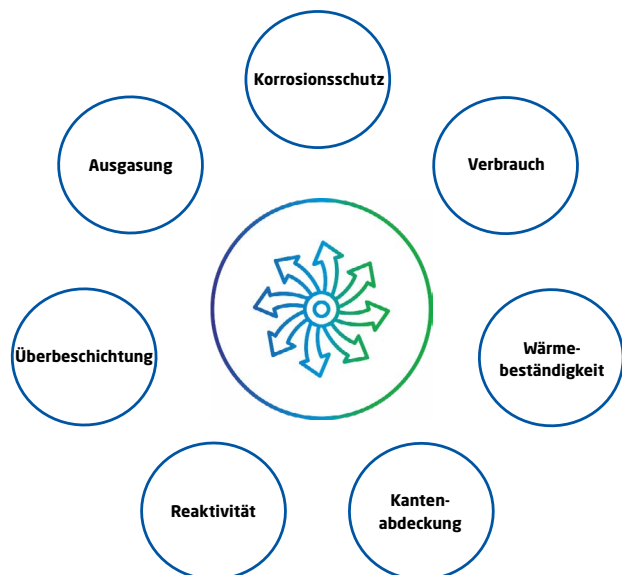 Korrosionsschutz
Ausgasung
Verbrauch
Überbeschichtung
Wärme-
beständigkeit
Reaktivität
Kanten-
abdeckung